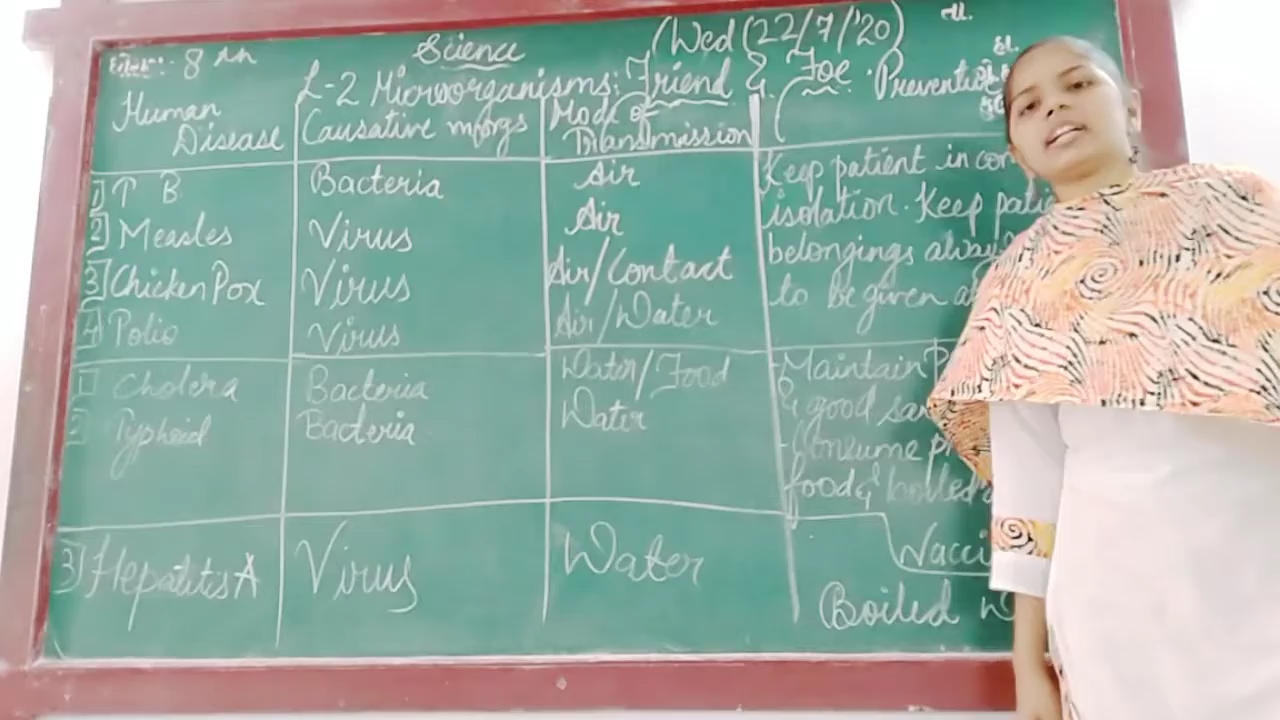 Science (Wed (22/7/'20) તા.
8 th
L-2 Microorganisms: Friend & Foe.
Human Disease
Causative m/orgs
Mode of Transmission
Preventive
1) T B Bacteria Air
2) Measles Virus Air
3) Chicken Pox Virus Air/Contact
4) Polio Virus Air/Water
Keep patient in
isolation. Keep
belongings
to be given
1) Cholera Bacteria Water/Food
2) Typhoid Bacteria Water
- Maintain
& good
- Consume
food & boiled
3) Hepatitis A Virus Water
Boiled